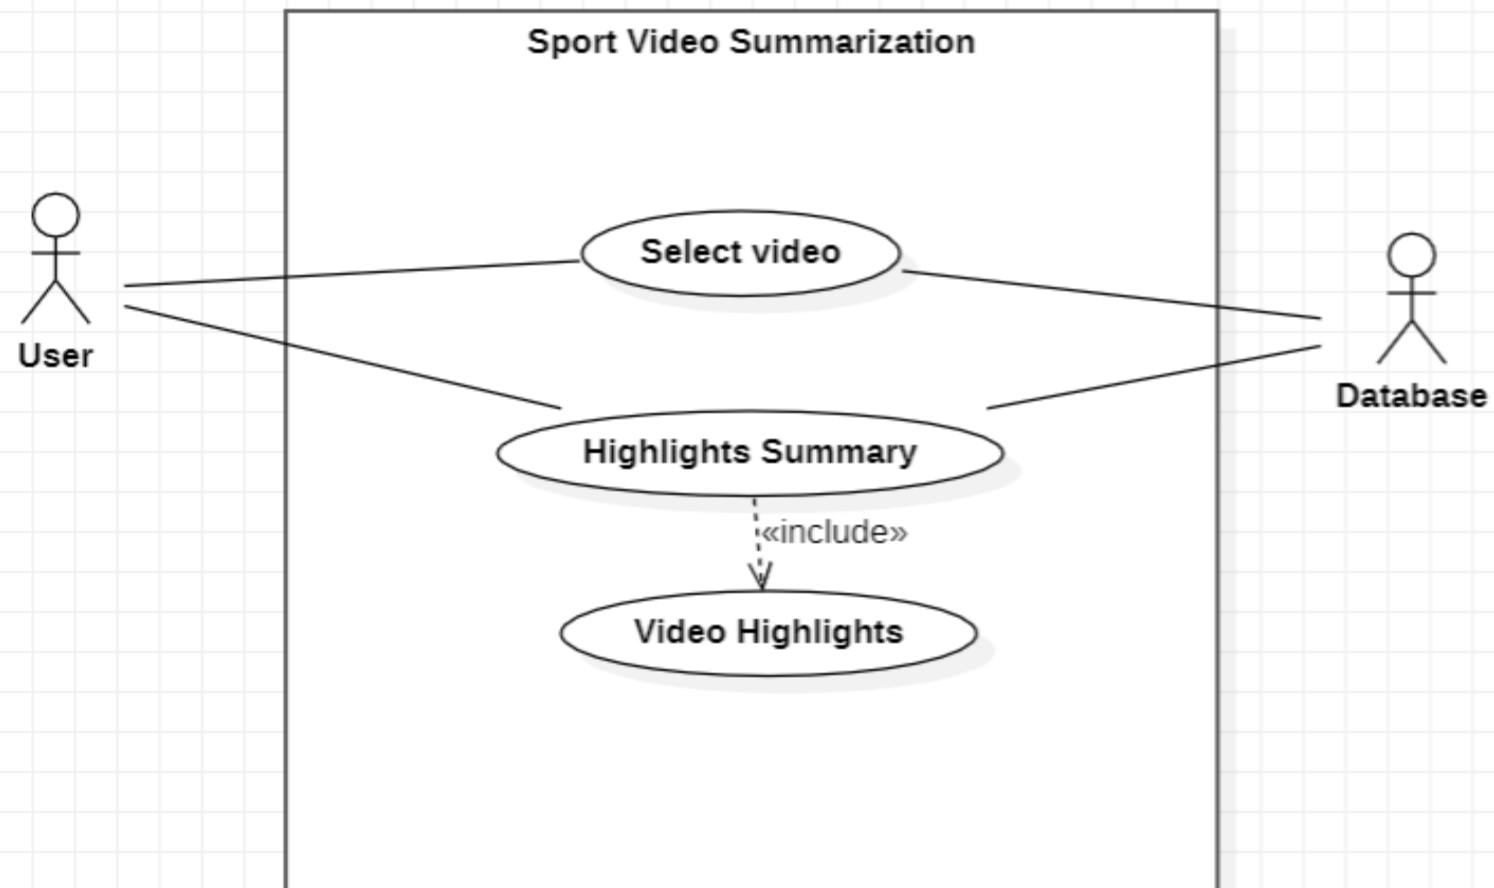 Sport Video Summarization
Select video
User
Database
Highlights Summary
«include»
Video Highlights